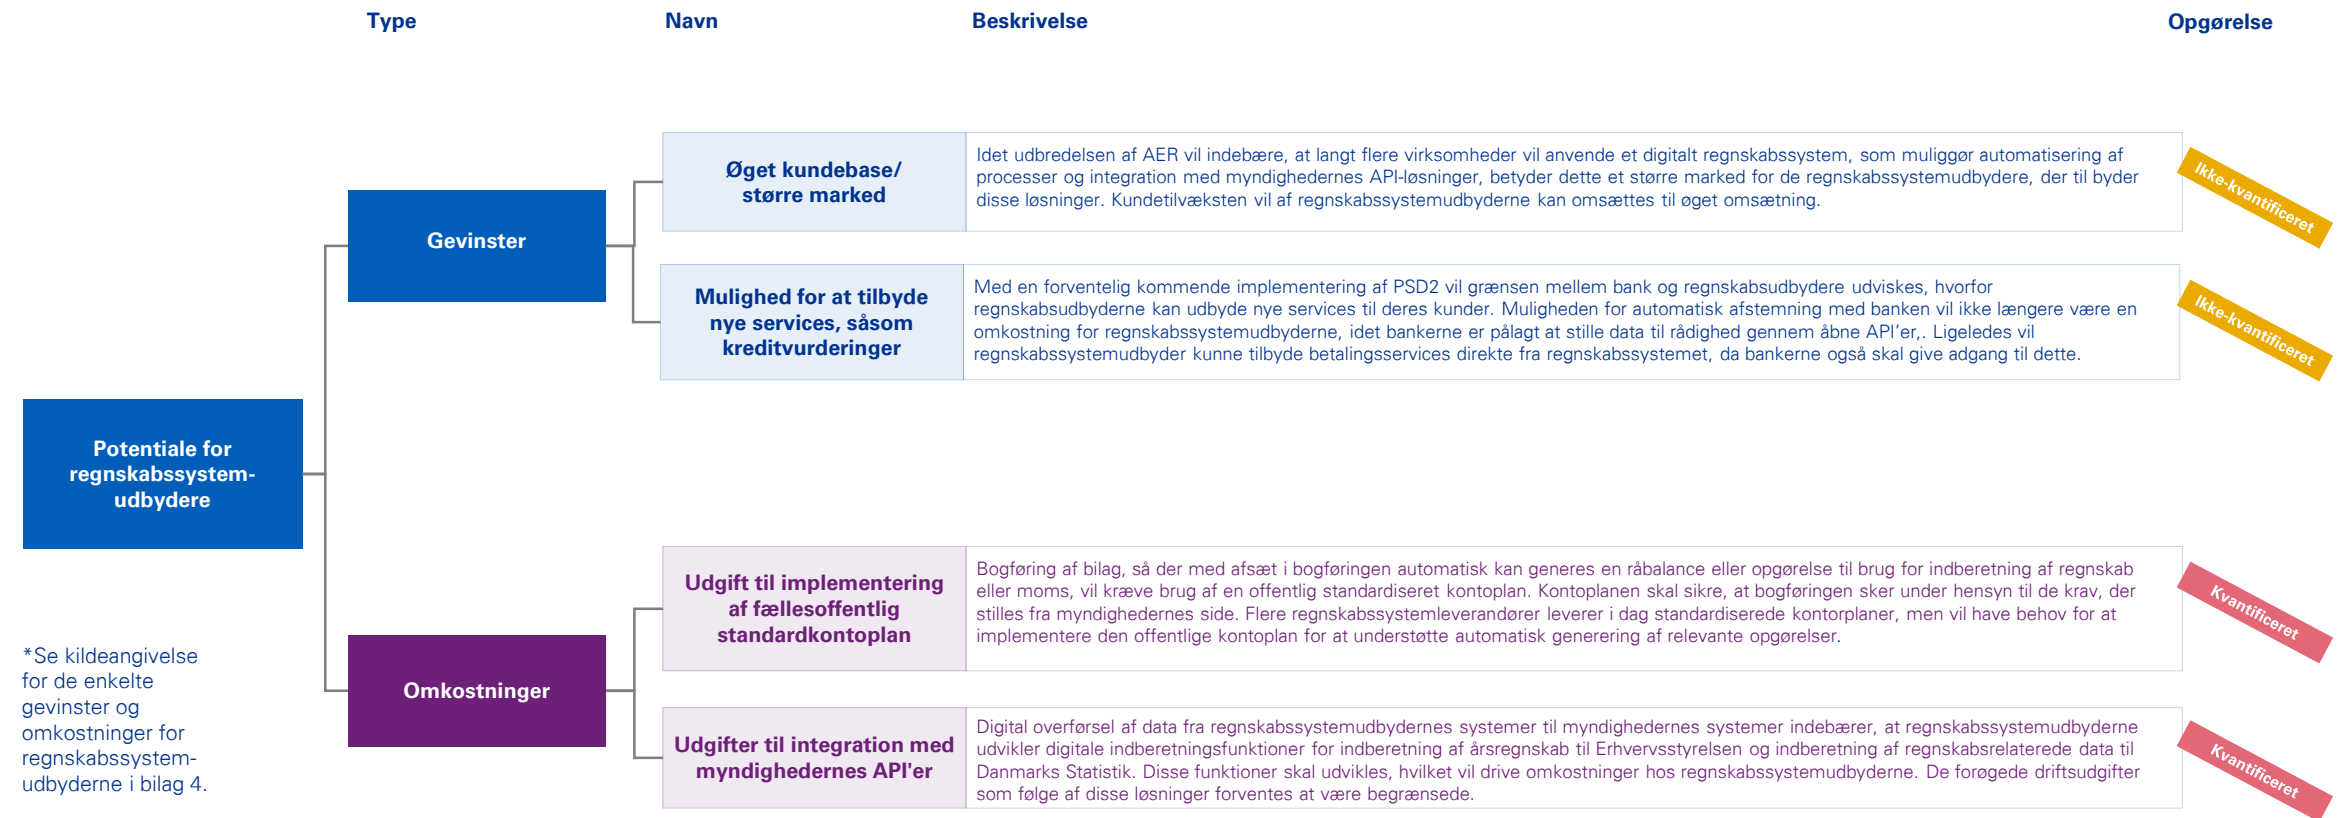 Type
Navn
Beskrivelse
Opgørelse
Potentiale for
regnskabssystem-
udbydere
*Se kildeangivelse
for de enkelte
gevinster og
omkostninger for
regnskabssystem-
udbyderne i bilag 4.
Gevinster
Øget kundebase/
større marked
Idet udbredelsen af AER vil indebære, at langt flere virksomheder vil anvende et digitalt regnskabssystem, som muliggør automatisering af
processer og integration med myndighedernes API-løsninger, betyder dette et større marked for de regnskabssystemudbydere, der til byder
disse løsninger. Kundetilvæksten vil af regnskabssystemudbyderne kan omsættes til øget omsætning.
Ikke-kvantificeret
Mulighed for at tilbyde
nye services, såsom
kreditvurderinger
Med en forventelig kommende implementering af PSD2 vil grænsen mellem bank og regnskabsudbydere udviskes, hvorfor
regnskabsudbyderne kan udbyde nye services til deres kunder. Muligheden for automatisk afstemning med banken vil ikke længere være en
omkostning for regnskabssystemudbyderne, idet bankerne er pålagt at stille data til rådighed gennem åbne API'er,. Ligeledes vil
regnskabssystemudbyder kunne tilbyde betalingsservices direkte fra regnskabssystemet, da bankerne også skal give adgang til dette.
Ikke-kvantificeret
Omkostninger
Udgift til implementering
af fællesoffentlig
standardkontoplan
Bogføring af bilag, så der med afsæt i bogføringen automatisk kan generes en råbalance eller opgørelse til brug for indberetning af regnskab
eller moms, vil kræve brug af en offentlig standardiseret kontoplan. Kontoplanen skal sikre, at bogføringen sker under hensyn til de krav, der
stilles fra myndighedernes side. Flere regnskabssystemleverandører leverer i dag standardiserede kontorplaner, men vil have behov for at
implementere den offentlige kontoplan for at understøtte automatisk generering af relevante opgørelser.
Kvantificeret
Udgifter til integration med
myndighedernes API'er
Digital overførsel af data fra regnskabssystemudbydernes systemer til myndighedernes systemer indebærer, at regnskabssystemudbyderne
udvikler digitale indberetningsfunktioner for indberetning af årsregnskab til Erhvervsstyrelsen og indberetning af regnskabsrelaterede data til
Danmarks Statistik. Disse funktioner skal udvikles, hvilket vil drive omkostninger hos regnskabssystemudbyderne. De forøgede driftsudgifter
som følge af disse løsninger forventes at være begrænsede.
Kvantificeret